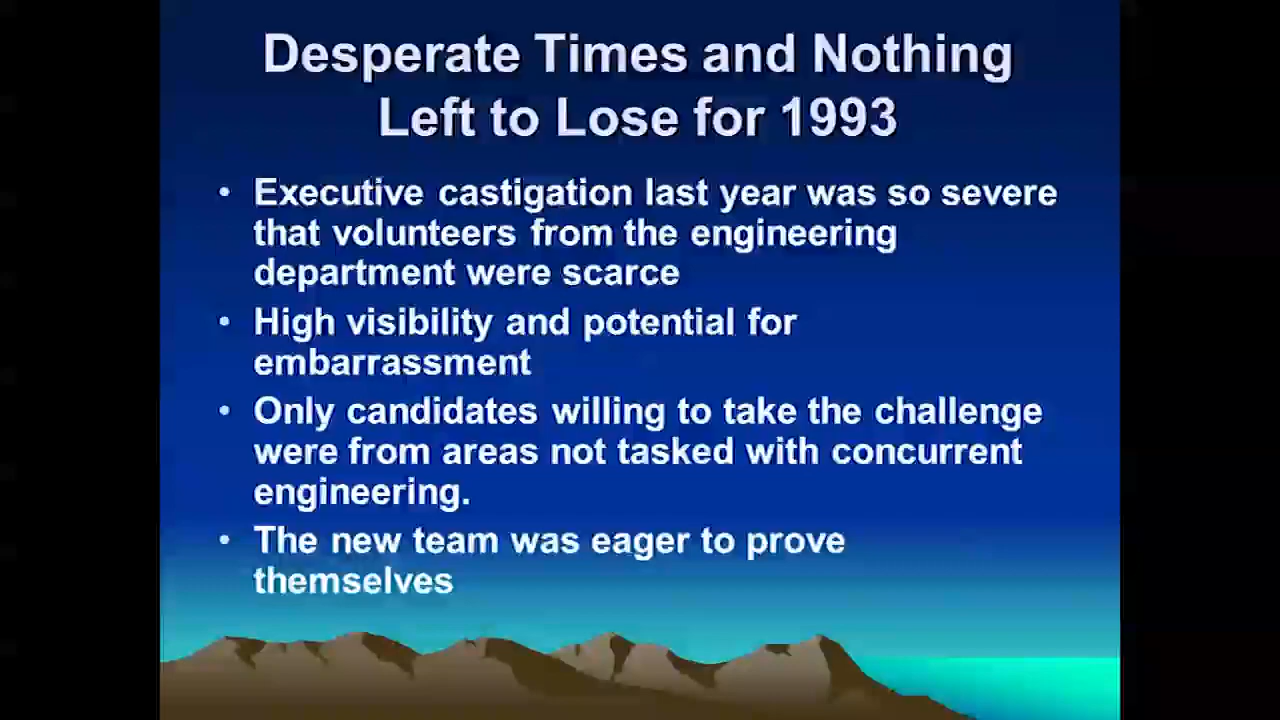 Desperate Times and Nothing
Left to Lose for 1993
• Executive castigation last year was so severe
that volunteers from the engineering
department were scarce
• High visibility and potential for
embarrassment
• Only candidates willing to take the challenge
were from areas not tasked with concurrent
engineering.
• The new team was eager to prove
themselves